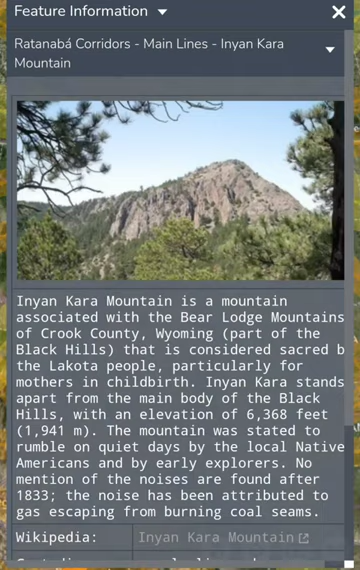 Feature Information
Ratanabá Corridors - Main Lines - Inyan Kara
Mountain
Inyan Kara Mountain is a mountain
associated with the Bear Lodge Mountains
of Crook County, Wyoming (part of the
Black Hills) that is considered sacred b
the Lakota people, particularly for
mothers in childbirth. Inyan Kara stands
apart from the main body of the Black
Hills, with an elevation of 6,368 feet
(1,941 m). The mountain was stated to
rumble on quiet days by the local Native
Americans and by early explorers. No
mention of the noises are found after
1833; the noise has been attributed to
gas escaping from burning coal seams.
Wikipedia: Inyan Kara Mountain